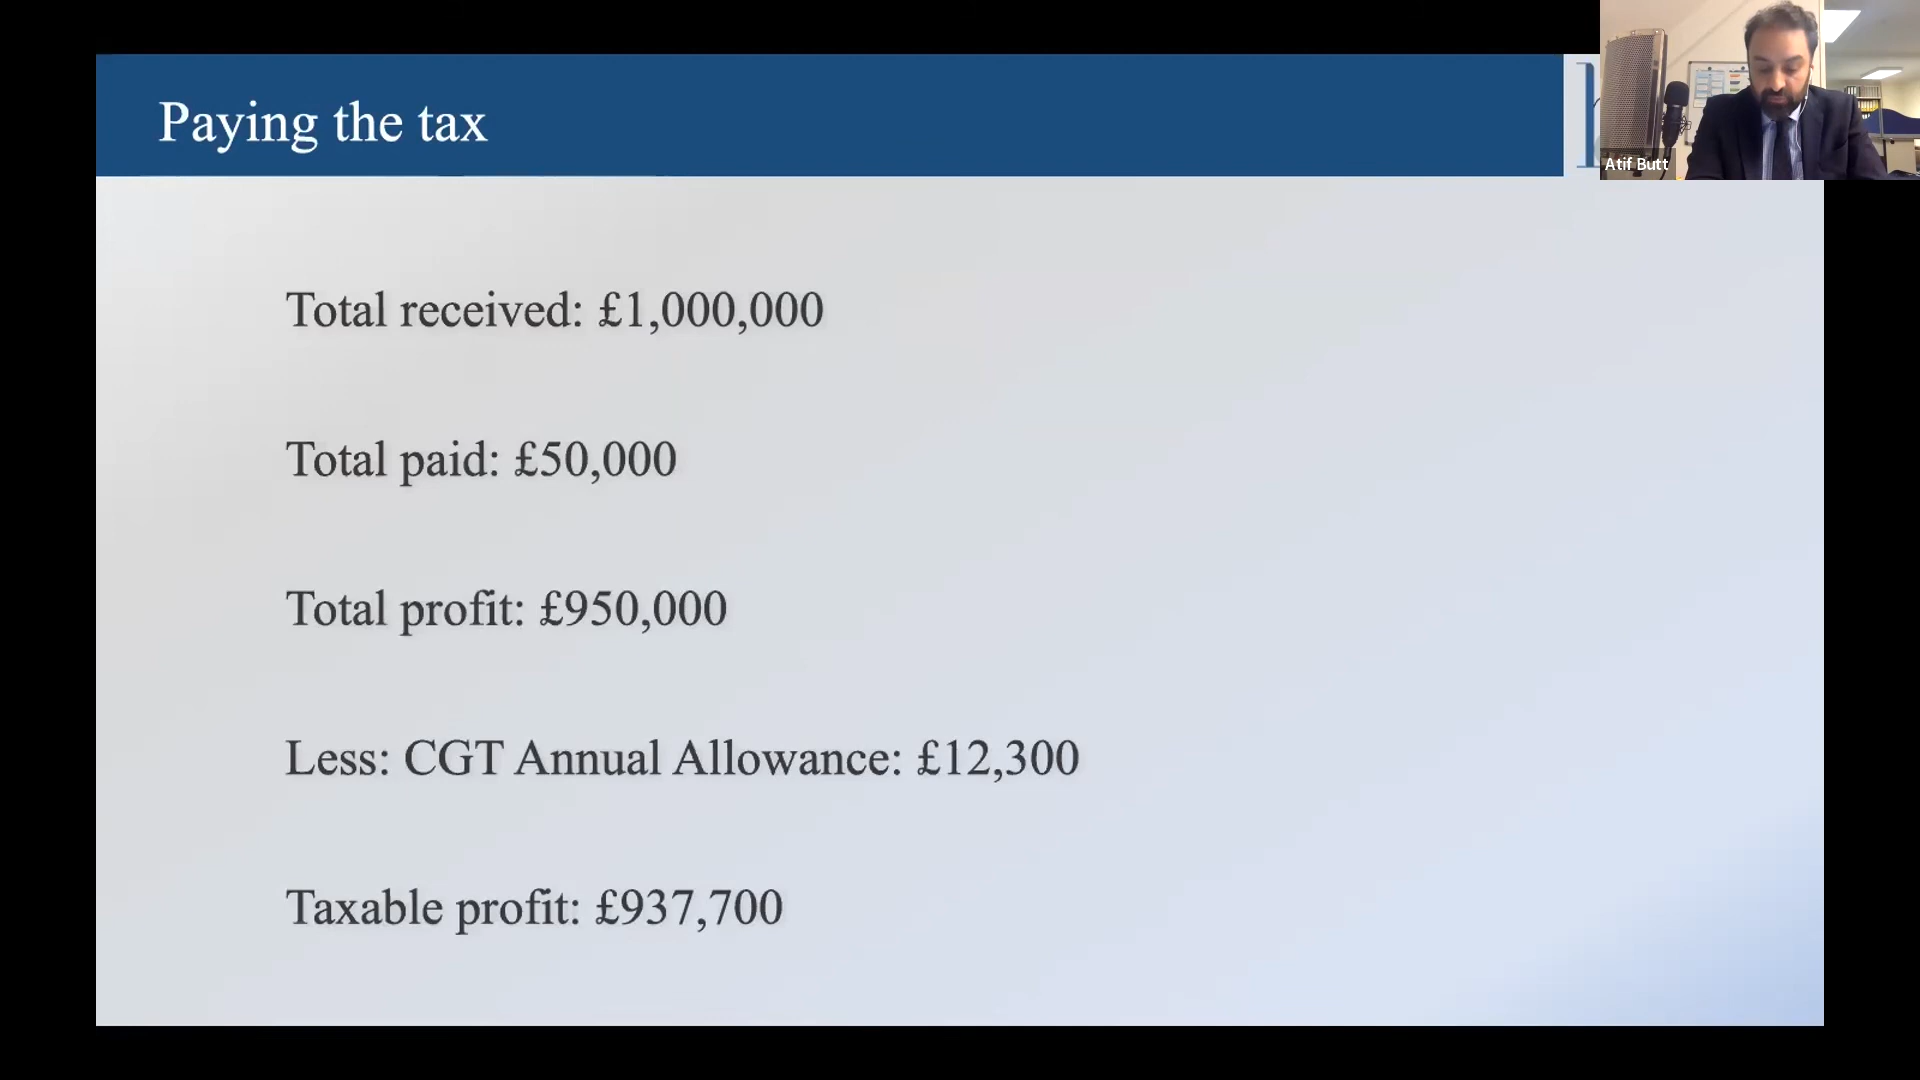 Paying the tax
Atif Butt
Total received: £1,000,000
Total paid: £50,000
Total profit: £950,000
Less: CGT Annual Allowance: £12,300
Taxable profit: £937,700